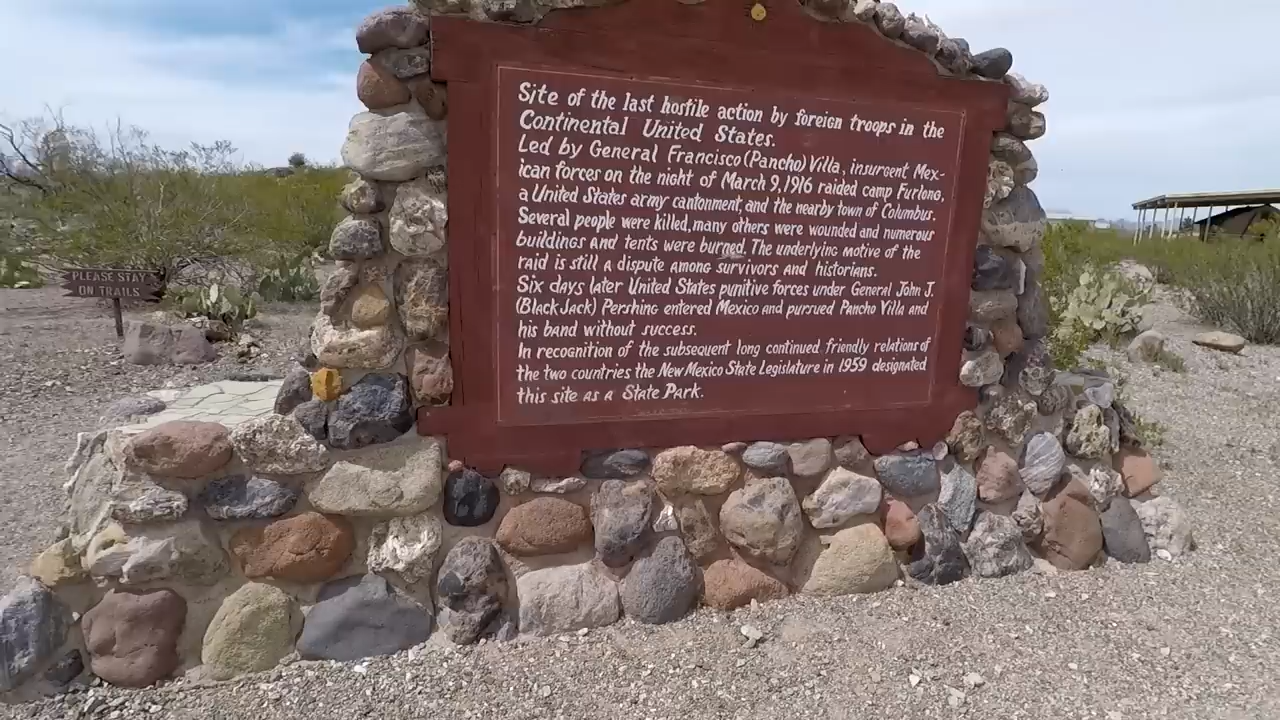 Site of the last hostile action by foreign troops in the
Continental United States.
Led by General Francisco (Pancho) Villa, insurgent Mex-
ican forces on the night of March 9, 1916 raided camp Furlong,
a United States army cantonment, and the nearby town of Columbus.
Several people were killed, many others were wounded and numerous
buildings and tents were burned. The underlying motive of the
raid is still a dispute among survivors and historians.
Six days later United States punitive forces under General John J.
(Black Jack) Pershing entered Mexico and pursued Pancho Villa and
his band without success.
In recognition of the subsequent long continued friendly relations of
the two countries the New Mexico State Legislature in 1959 designated
this site as a State Park.
PLEASE STAY
ON TRAILS